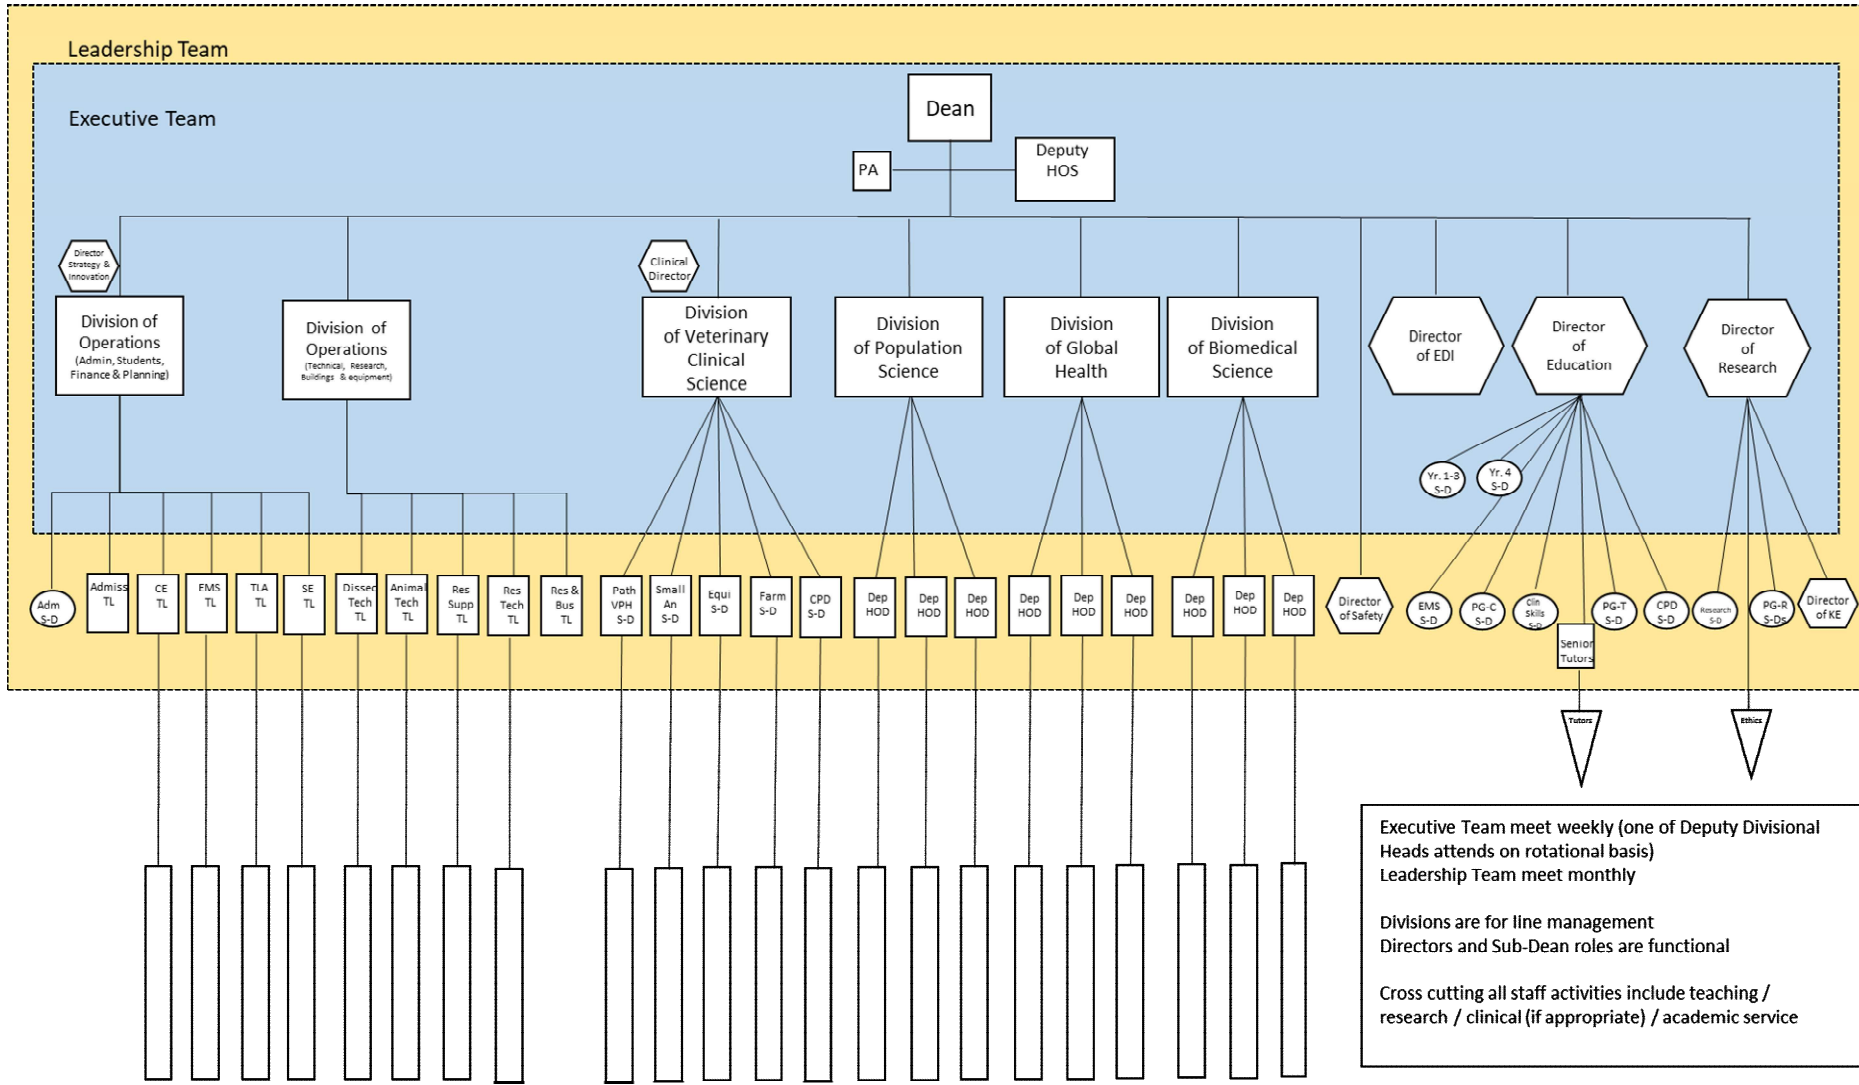 Leadership Team
Executive Team
Dean
PA
Deputy
HOS
Director
Strategy &
Innovation
Clinical
Director
Division of
Operations
(Admin, Students,
Finance & Planning)
Division of
Operations
(Technical, Research,
Buildings & equipment)
Division
of Veterinary
Clinical
Science
Division
of Population
Science
Division
of Global
Health
Division
of Biomedical
Science
Director
of EDI
Director
of
Education
Director
of
Research
Yr. 1-3
S-D
Yr. 4
S-D
Adm
S-D
Admiss
TL
CE
TL
EMS
TL
TLA
TL
SE
TL
Dissec
Tech
TL
Animal
Tech
TL
Res
Supp
TL
Res
Tech
TL
Res &
Bus
TL
Path
VPH
S-D
Small
An
S-D
Equi
S-D
Farm
S-D
CPD
S-D
Dep
HOD
Dep
HOD
Dep
HOD
Dep
HOD
Dep
HOD
Dep
HOD
Dep
HOD
Dep
HOD
Dep
HOD
Director
of Safety
EMS
S-D
PG-C
S-D
Clin
Skills
S-D
Senior
Tutors
PG-T
S-D
CPD
S-D
Research
S-D
PG-R
S-Ds
Director
of KE
Tutors
Ethics
Executive Team meet weekly (one of Deputy Divisional
Heads attends on rotational basis)
Leadership Team meet monthly
Divisions are for line management
Directors and Sub-Dean roles are functional
Cross cutting all staff activities include teaching /
research / clinical (if appropriate) / academic service